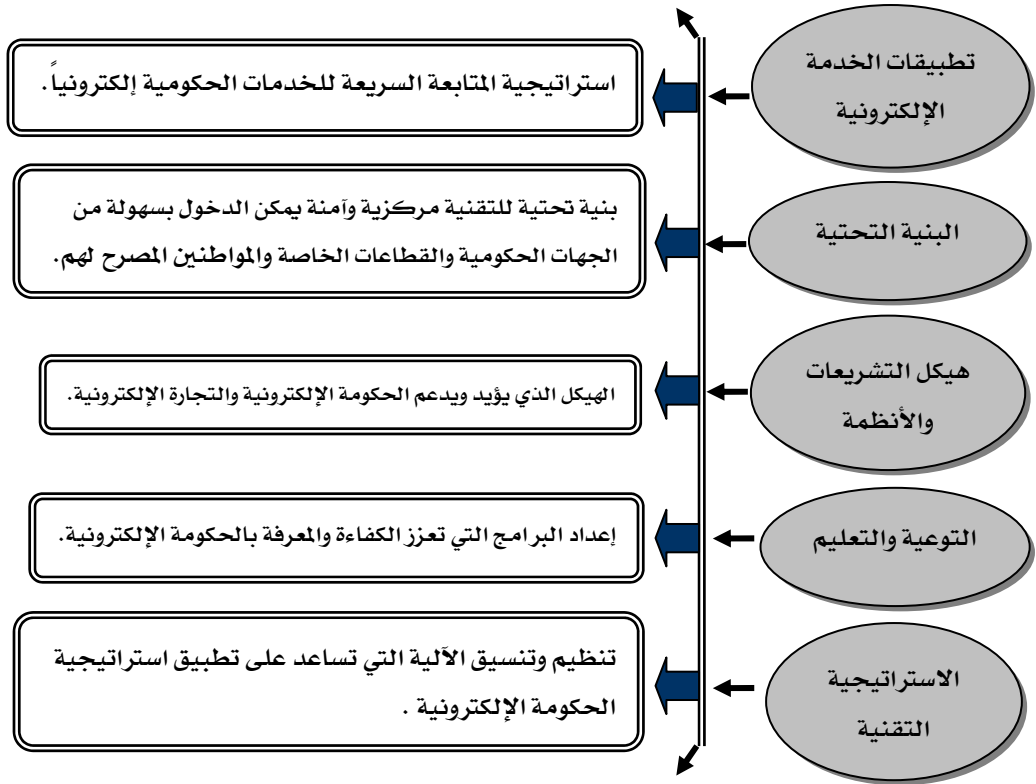 تطبيقات الخدمة
الإلكترونية
استراتيجية المتابعة السريعة للخدمات الحكومية إلكترونياً.
البنية التحتية
بنية تحتية للتقنية مركزية وآمنة يمكن الدخول بسهولة من
الجهات الحكومية والقطاعات الخاصة والمواطنين المصرح لهم.
هيكل التشريعات
والأنظمة
الهيكل الذي يؤيد ويدعم الحكومة الإلكترونية والتجارة الإلكترونية.
التوعية والتعليم
إعداد البرامج التي تعزز الكفاءة والمعرفة بالحكومة الإلكترونية.
الاستراتيجية
التقنية
تنظيم وتنسيق الآلية التي تساعد على تطبيق استراتيجية
الحكومة الإلكترونية .